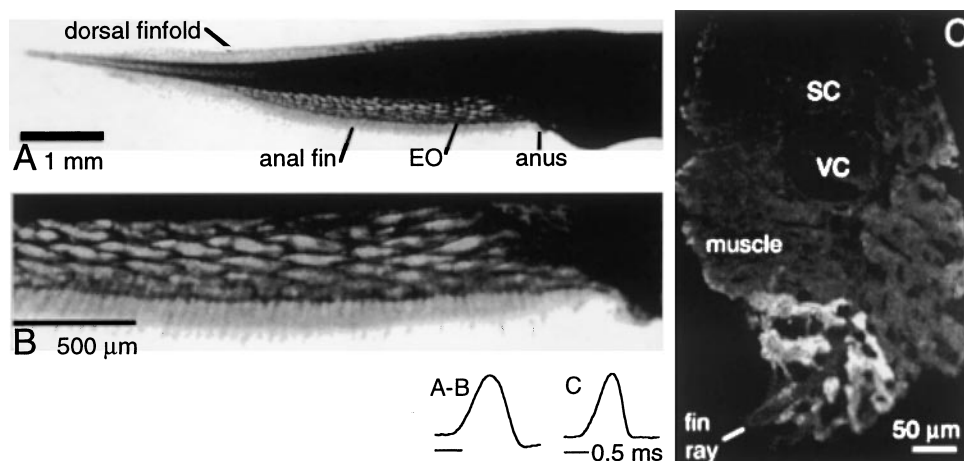 dorsal finfold
A
1 mm
anal fin
EO
anus
B
500 µm
A-B
C
0.5 ms
C
SC
VC
muscle
fin
ray
50 µm